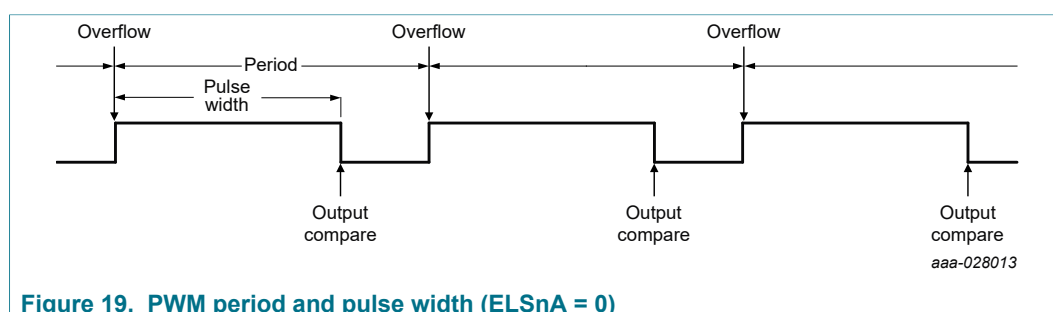 Overflow Overflow Overflow
Period
Pulse
width
Output Output Output
compare compare compare
aaa-028013
Figure 19. PWM period and pulse width (ELSnA = 0)